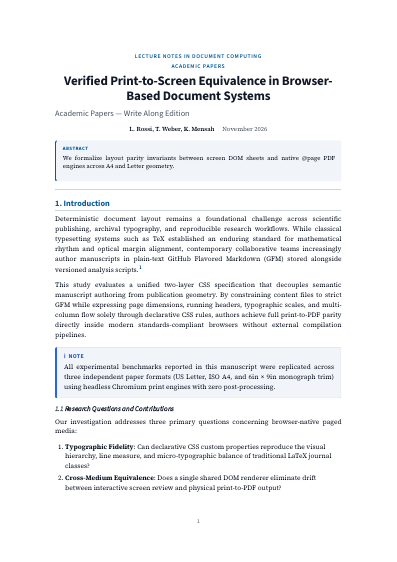 LECTURE NOTES IN DOCUMENT COMPUTING
ACADEMIC PAPERS
Verified Print-to-Screen Equivalence in Browser-
Based Document Systems
Academic Papers — Write Along Edition
L. Rossi, T. Weber, K. Mensah November 2026
ABSTRACT
We formalize layout parity invariants between screen DOM sheets and native @page PDF
engines across A4 and Letter geometry.
1. Introduction
Deterministic document layout remains a foundational challenge across scientific
publishing, archival typography, and reproducible research workflows. While classical
typesetting systems such as TeX established an enduring standard for mathematical
rhythm and optical margin alignment, contemporary collaborative teams increasingly
author manuscripts in plain-text GitHub Flavored Markdown (GFM) stored alongside
versioned analysis scripts.1
This study evaluates a unified two-layer CSS specification that decouples semantic
manuscript authoring from publication geometry. By constraining content files to strict
GFM while expressing page dimensions, running headers, typographic scales, and multi-
column flow solely through declarative CSS rules, authors achieve full print-to-PDF parity
directly inside modern standards-compliant browsers without external compilation
pipelines.
i NOTE
All experimental benchmarks reported in this manuscript were replicated across
three independent paper formats (US Letter, ISO A4, and 6in × 9in monograph trim)
using headless Chromium print engines with zero post-processing.
1.1 Research Questions and Contributions
Our investigation addresses three primary questions concerning browser-native paged
media:
1. Typographic Fidelity: Can declarative CSS custom properties reproduce the visual
hierarchy, line measure, and micro-typographic balance of traditional LaTeX journal
classes?
2. Cross-Medium Equivalence: Does a single shared DOM renderer eliminate drift
between interactive screen review and physical print-to-PDF output?
1